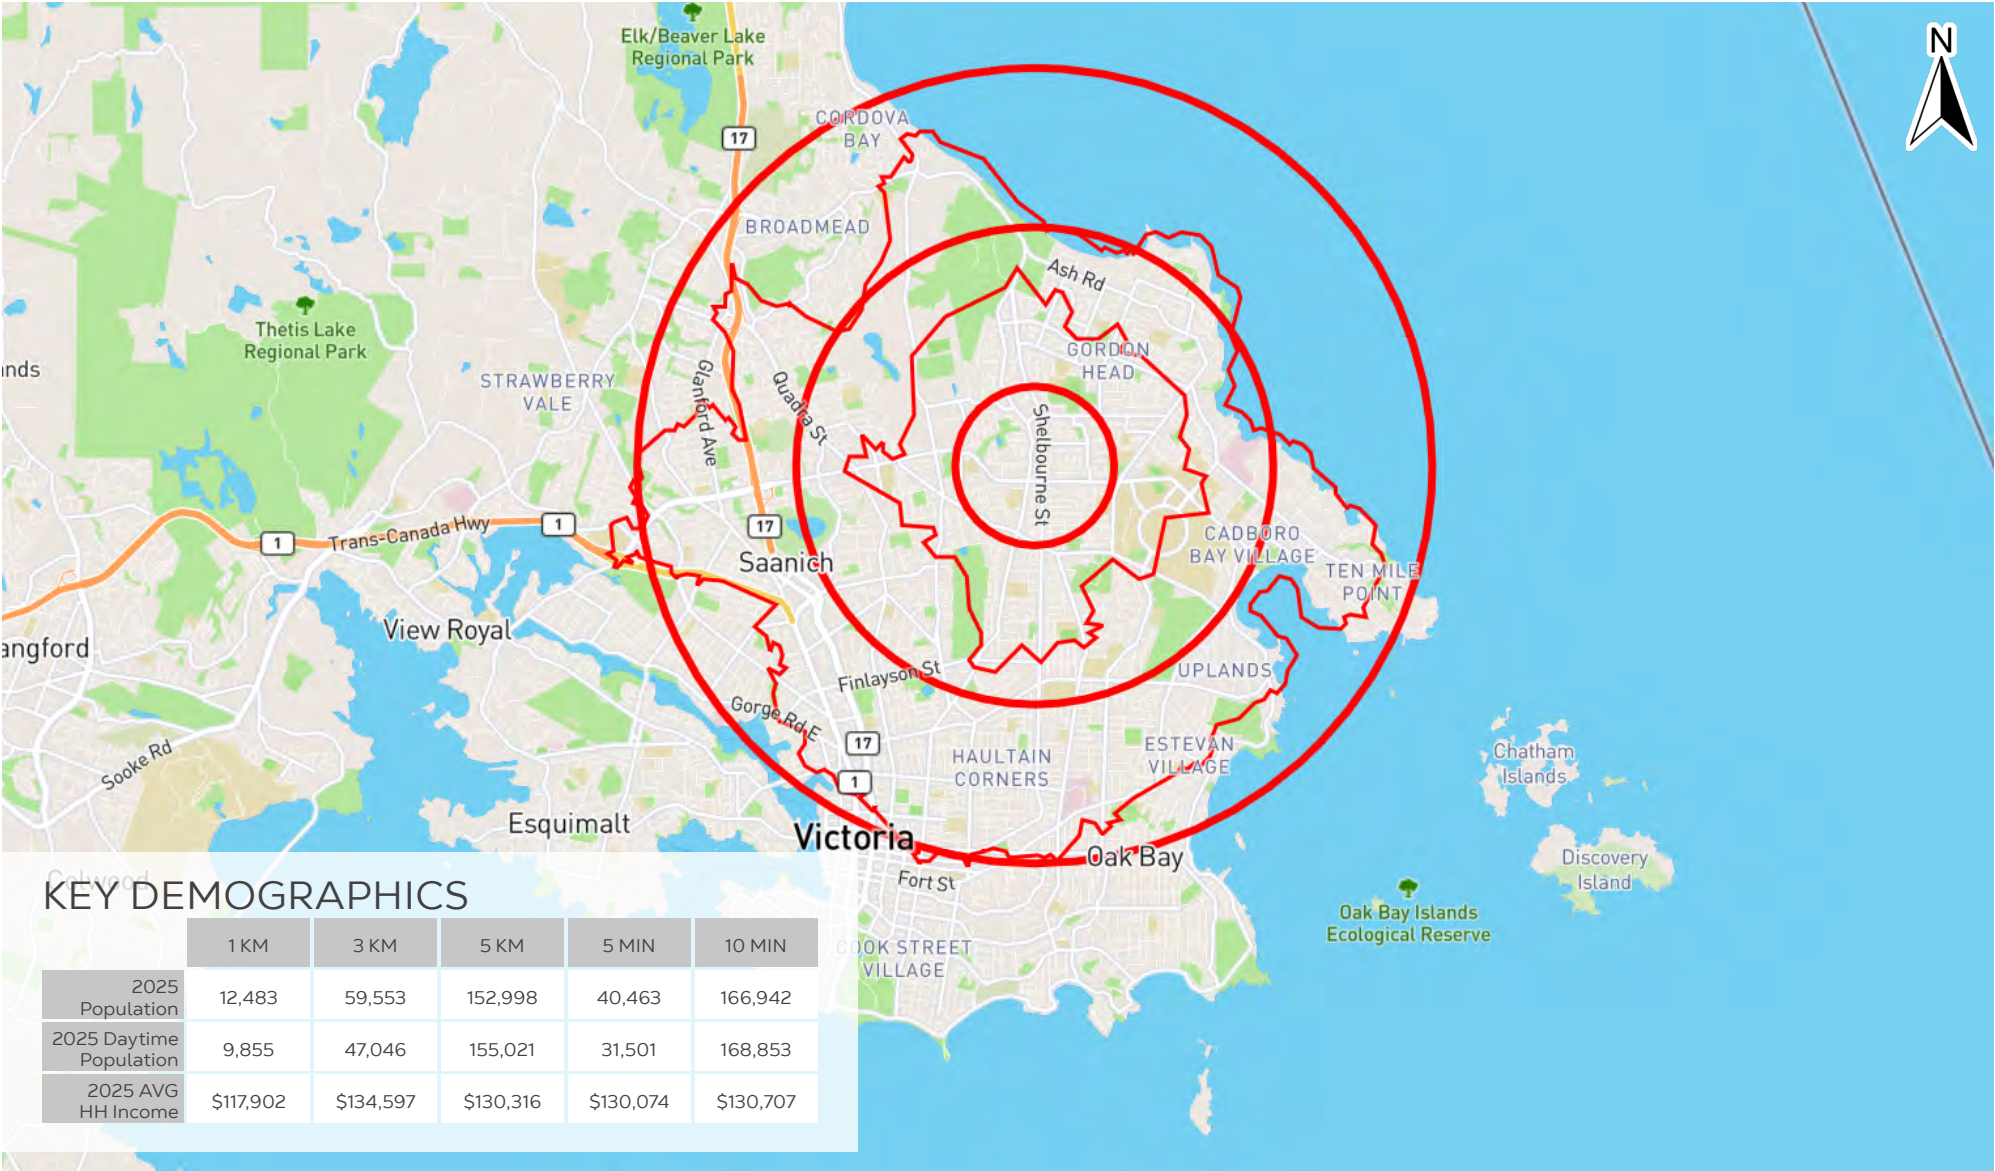 Elk/Beaver Lake
Regional Park
N
CORDOVA
BAY
17
BROADMEAD
Ash Rd
Thetis Lake
Regional Park
GORDON
HEAD
nds
STRAWBERRY
VALE
Glanford Ave
Quadra St
Shelbourne St
1
Trans-Canada Hwy
1
17
CADBORO
BAY VILLAGE
Saanich
TEN MILE
POINT
View Royal
angford
UPLANDS
Finlayson St
Gorge Rd E
17
ESTEVAN
VILLAGE
HAULTAIN
CORNERS
Sooke Rd
Chatham
Islands
1
Esquimalt
Victoria
Oak Bay
Discovery
Island
Fort St
Colwood
Oak Bay Islands
Ecological Reserve
COOK STREET
VILLAGE
KEY DEMOGRAPHICS
1 KM 3 KM 5 KM 5 MIN 10 MIN
2025
Population 12,483 59,553 152,998 40,463 166,942
2025 Daytime
Population 9,855 47,046 155,021 31,501 168,853
2025 AVG
HH Income $117,902 $134,597 $130,316 $130,074 $130,707